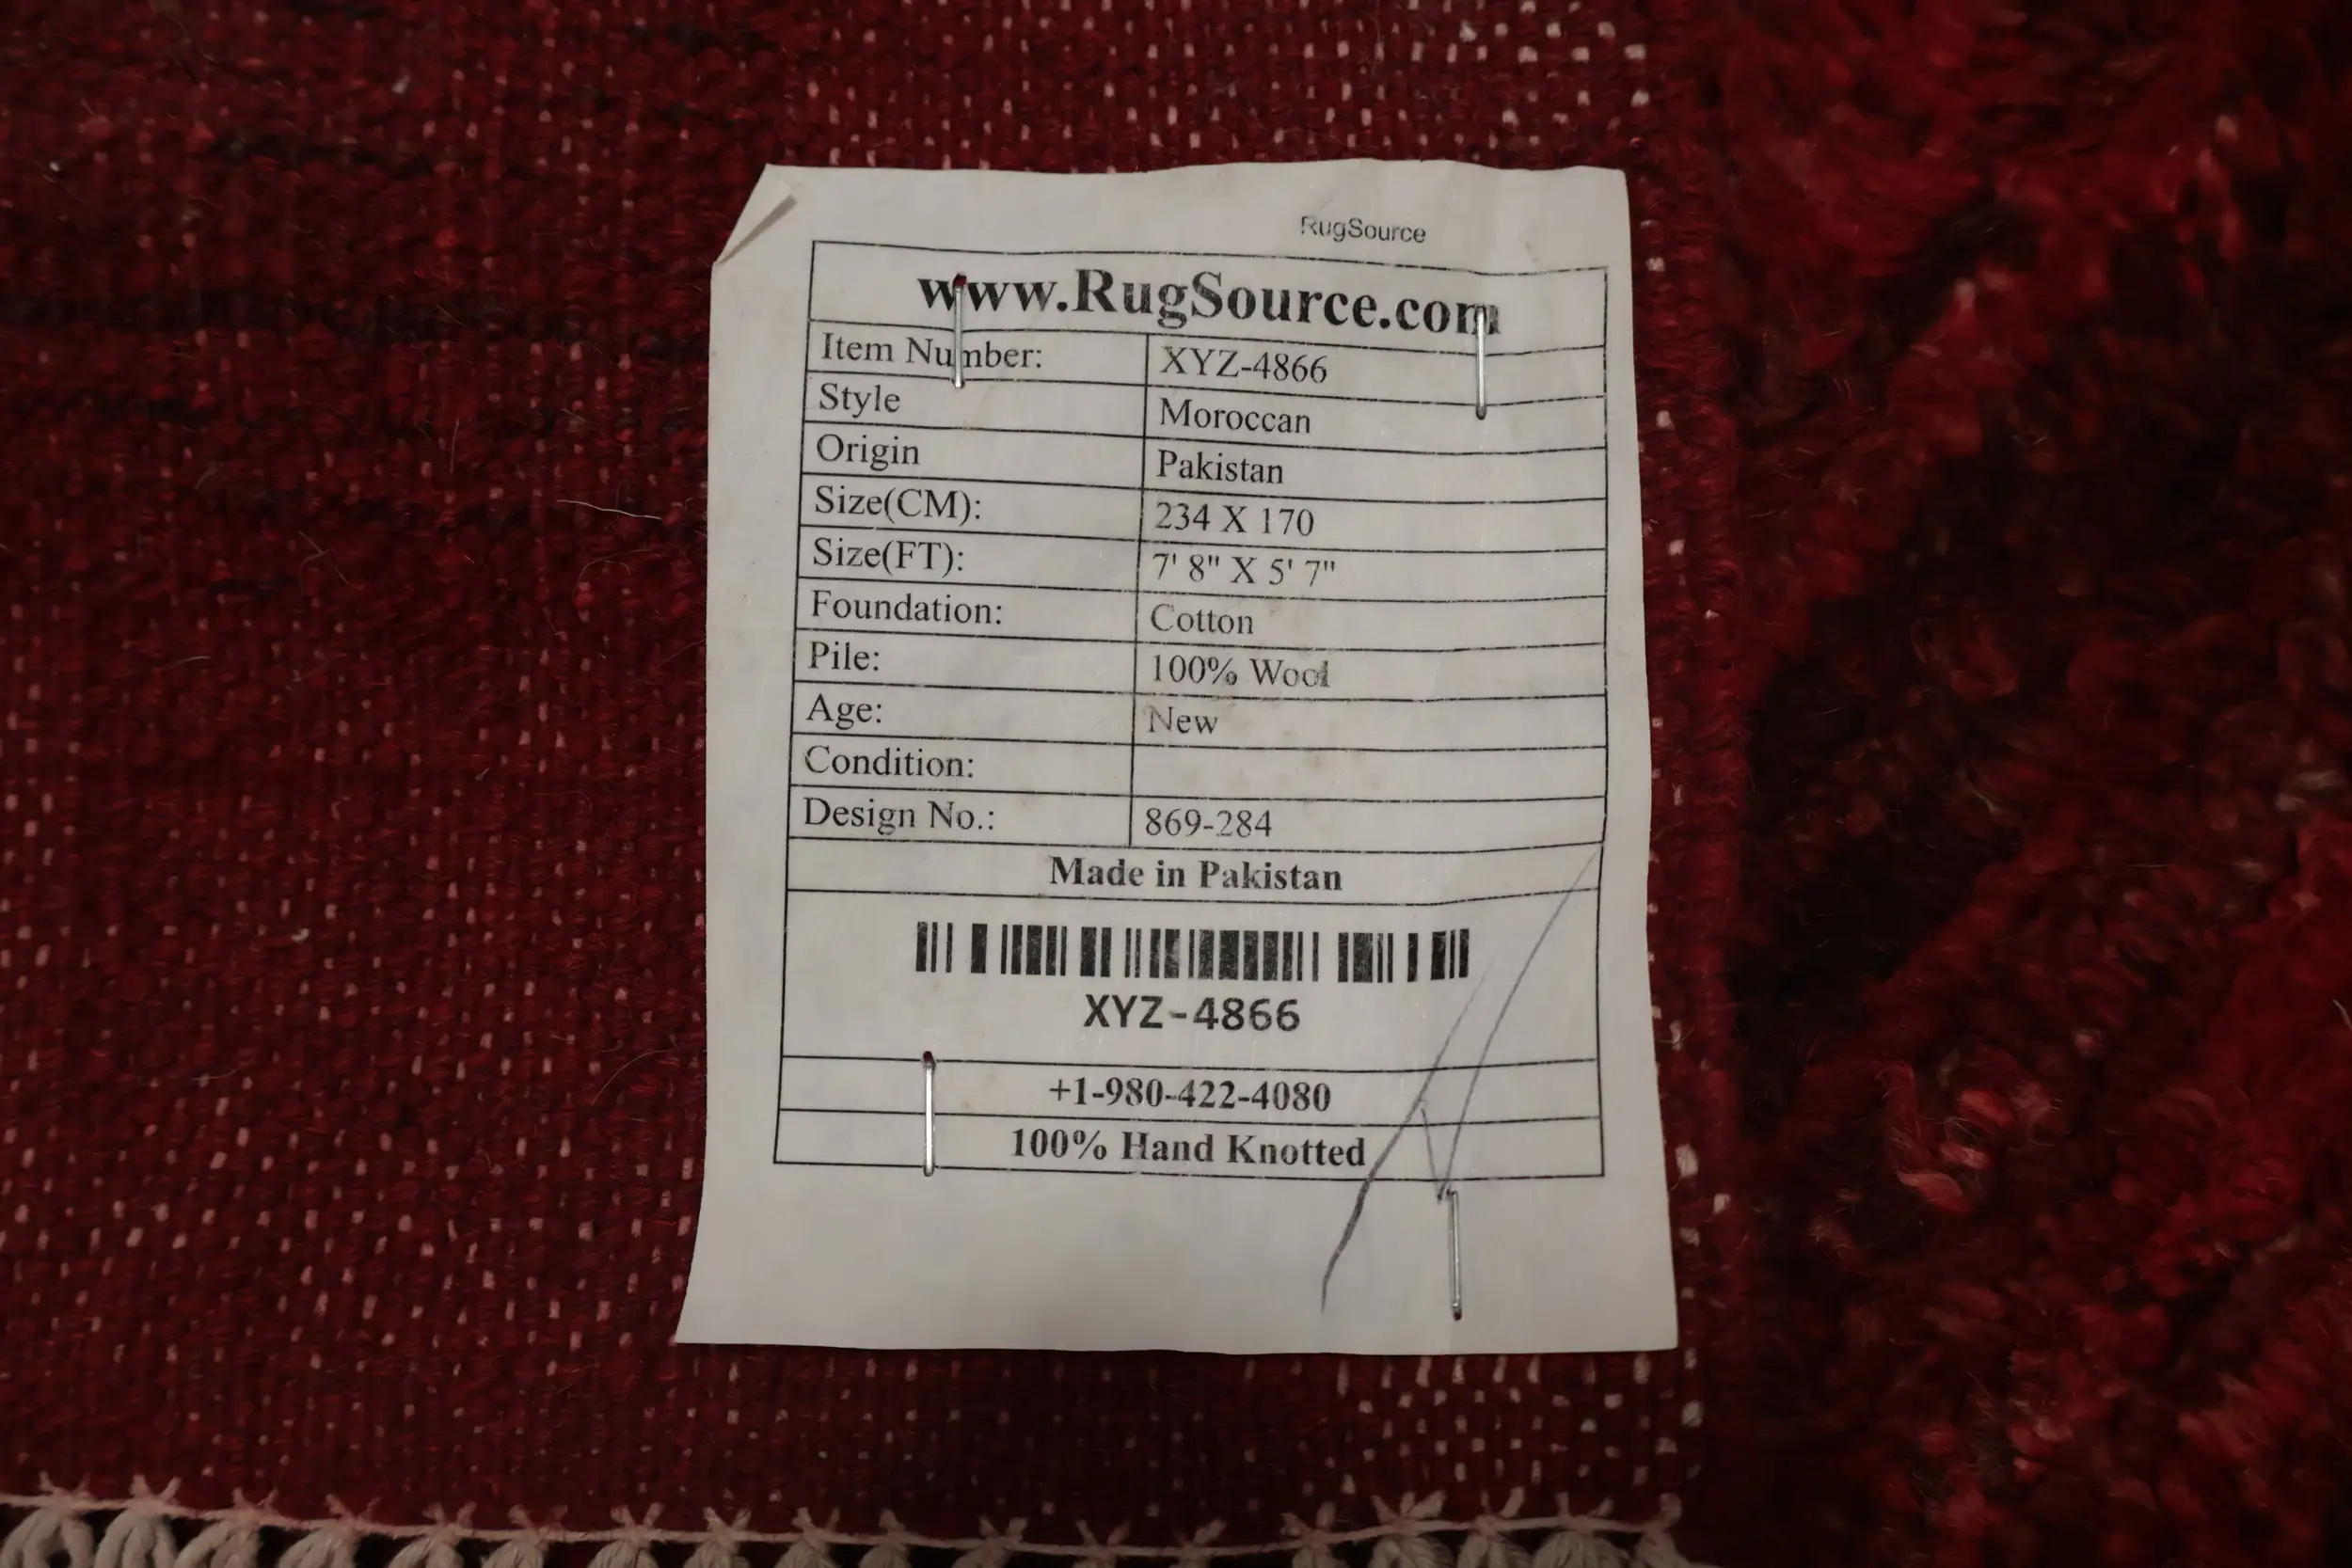 RugSource
www.RugSource.com
Item Number: XYZ-4866
Style Moroccan
Origin Pakistan
Size(CM): 234 X 170
Size(FT): 7' 8" X 5' 7"
Foundation: Cotton
Pile: 100% Wool
Age: New
Condition:
Design No.: 869-284
Made in Pakistan
XYZ-4866
+1-980-422-4080
100% Hand Knotted